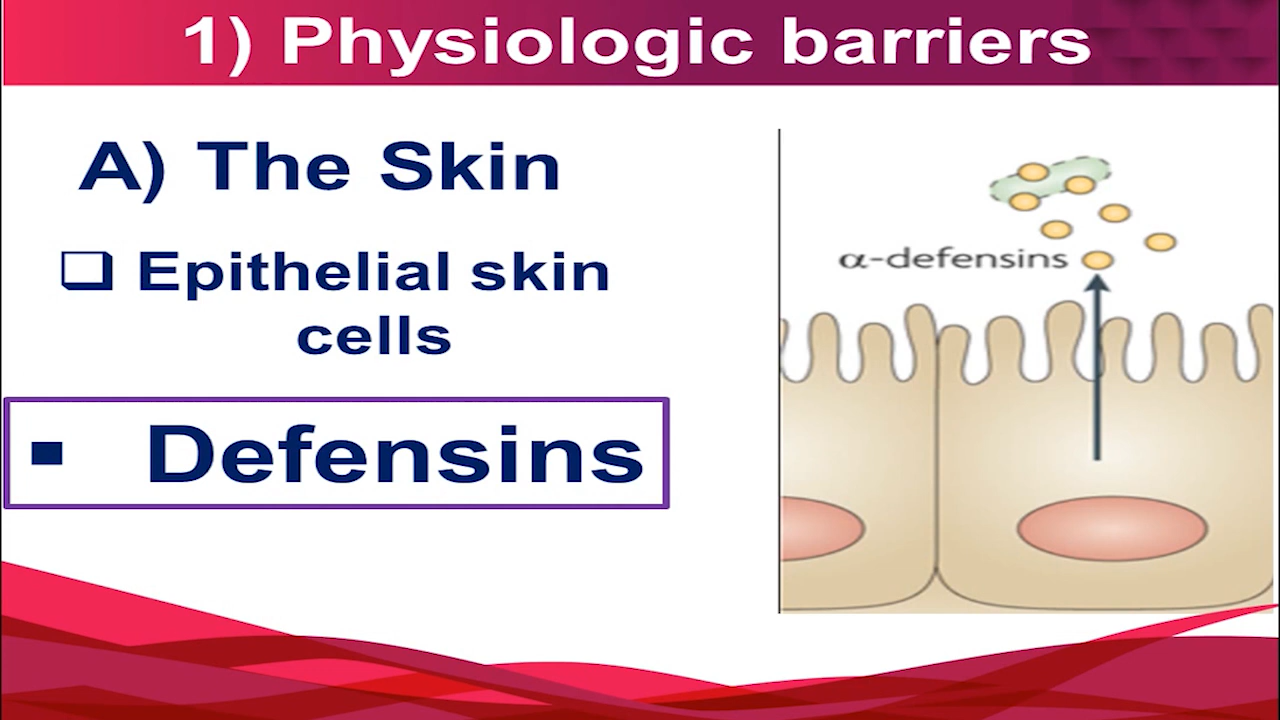 1) Physiologic barriers
A) The Skin
❑ Epithelial skin
cells
▪ Defensins
α-defensins